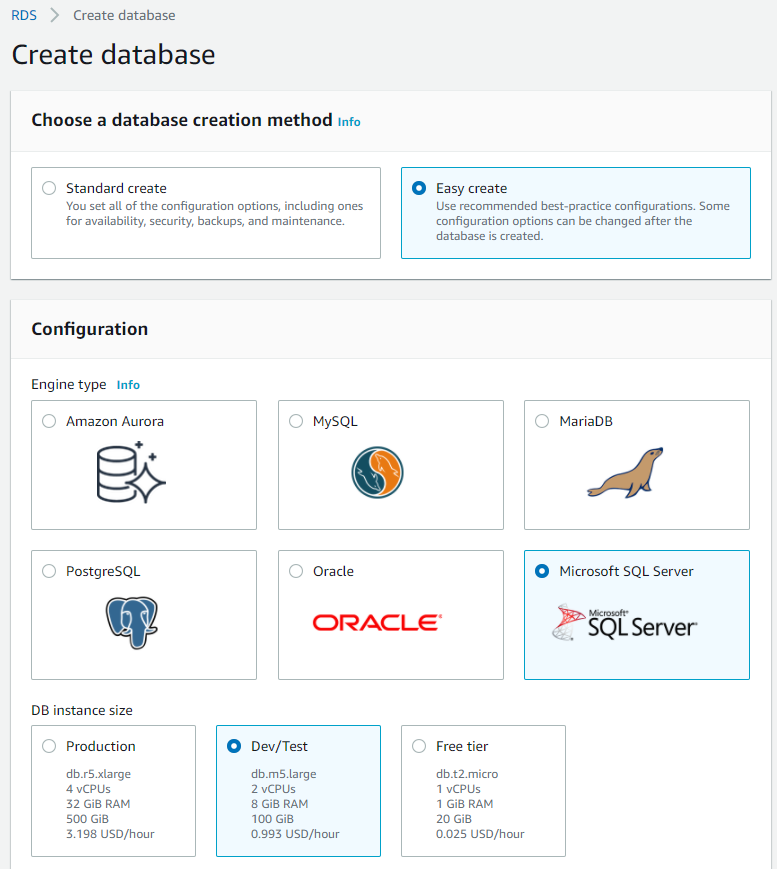 RDS > Create database
Create database
Choose a database creation method Info
Standard create
You set all of the configuration options, including ones
for availability, security, backups, and maintenance.
Easy create
Use recommended best-practice configurations. Some
configuration options can be changed after the
database is created.
Configuration
Engine type Info
Amazon Aurora
MySQL
MariaDB
PostgreSQL
Oracle
ORACLE®
Microsoft SQL Server
Microsoft®
SQL Server®
DB instance size
Production
db.r5.xlarge
4 vCPUs
32 GiB RAM
500 GiB
3.198 USD/hour
Dev/Test
db.m5.large
2 vCPUs
8 GiB RAM
100 GiB
0.993 USD/hour
Free tier
db.t2.micro
1 vCPUs
1 GiB RAM
20 GiB
0.025 USD/hour